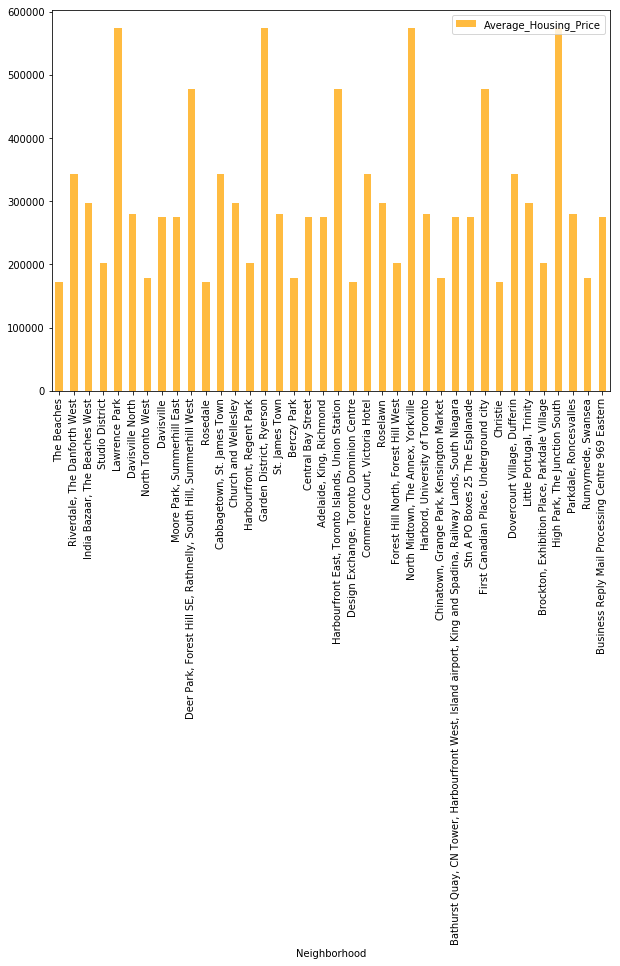 Average_Housing_Price
600000
500000
400000
300000
200000
100000
0
The Beaches
Riverdale, The Danforth West
India Bazaar, The Beaches West
Studio District
Lawrence Park
Davisville North
North Toronto West
Davisville
Moore Park, Summerhill East
Deer Park, Forest Hill SE, Rathnelly, South Hill, Summerhill West
Rosedale
Cabbagetown, St. James Town
Church and Wellesley
Harbourfront, Regent Park
Garden District, Ryerson
St. James Town
Berczy Park
Central Bay Street
Adelaide, King, Richmond
Harbourfront East, Toronto Islands, Union Station
Design Exchange, Toronto Dominion Centre
Commerce Court, Victoria Hotel
Roselawn
Forest Hill North, Forest Hill West
North Midtown, The Annex, Yorkville
Harbord, University of Toronto
Chinatown, Grange Park, Kensington Market
Bathurst Quay, CN Tower, Harbourfront West, Island airport, King and Spadina, Railway Lands, South Niagara
Stn A PO Boxes 25 The Esplanade
First Canadian Place, Underground city
Christie
Dovercourt Village, Dufferin
Little Portugal, Trinity
Brockton, Exhibition Place, Parkdale Village
High Park, The Junction South
Parkdale, Roncesvalles
Runnymede, Swansea
Business Reply Mail Processing Centre 969 Eastern
Neighborhood